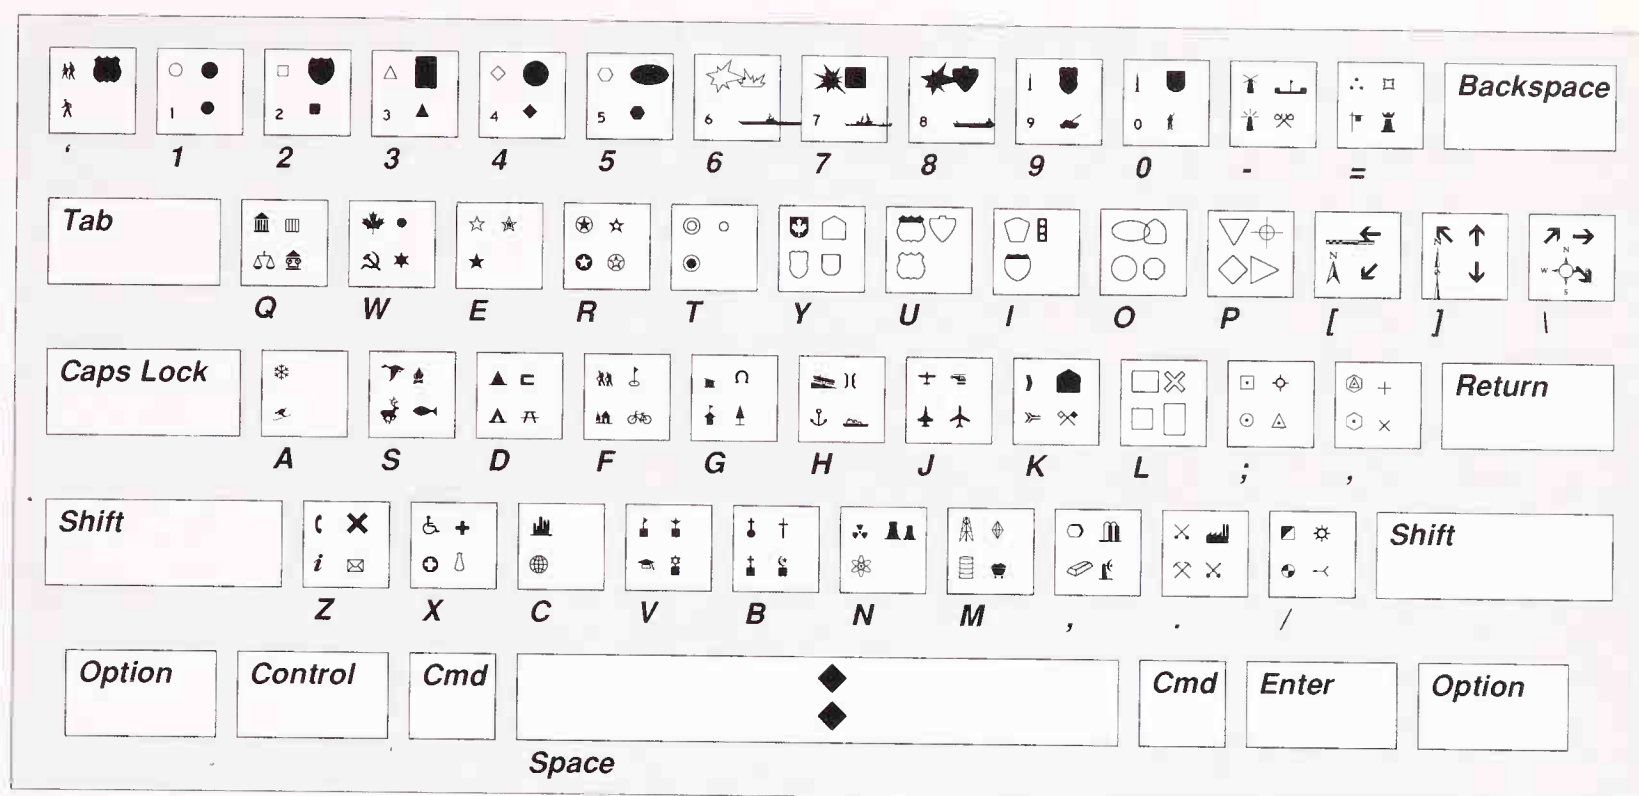 Backspace
1 2 3 4 5 6 7 8 9 0
` 1 2 3 4 5 6 7 8 9 0 - =
Tab
N N N W S
Q W E R T Y U I O P [ ] \
Caps Lock Return
A S D F G H J K L ; ,
Shift i Shift
Z X C V B N M , . /
Option Control Cmd Cmd Enter Option
Space